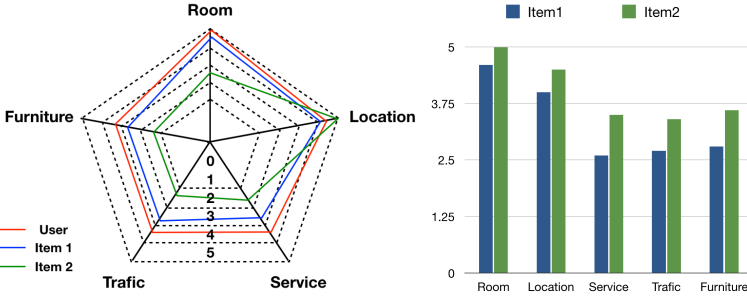 Room
Furniture
Location
0
1
2
3
4
5
User
Item 1
Item 2
Trafic
Service
Item1
Item2
5
3.75
2.5
1.25
0
Room
Location
Service
Trafic
Furniture